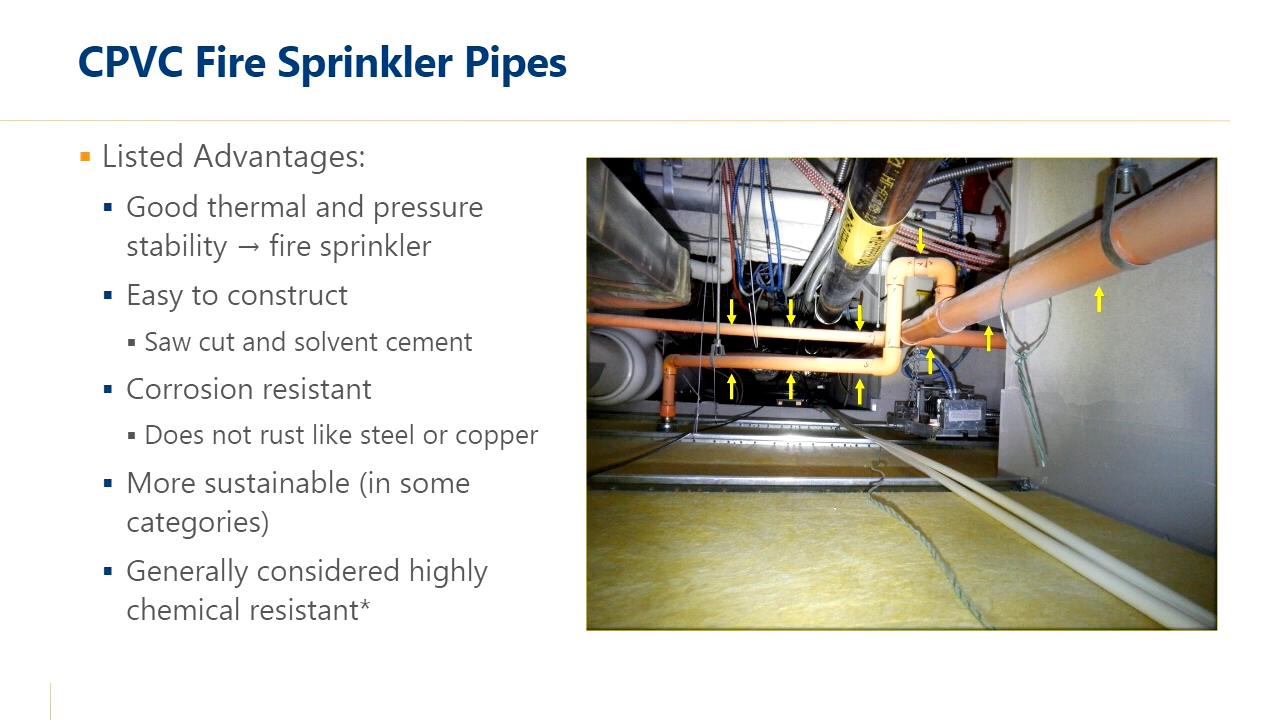 CPVC Fire Sprinkler Pipes
▪ Listed Advantages:
▪ Good thermal and pressure
stability → fire sprinkler
▪ Easy to construct
▪ Saw cut and solvent cement
▪ Corrosion resistant
▪ Does not rust like steel or copper
▪ More sustainable (in some
categories)
▪ Generally considered highly
chemical resistant*